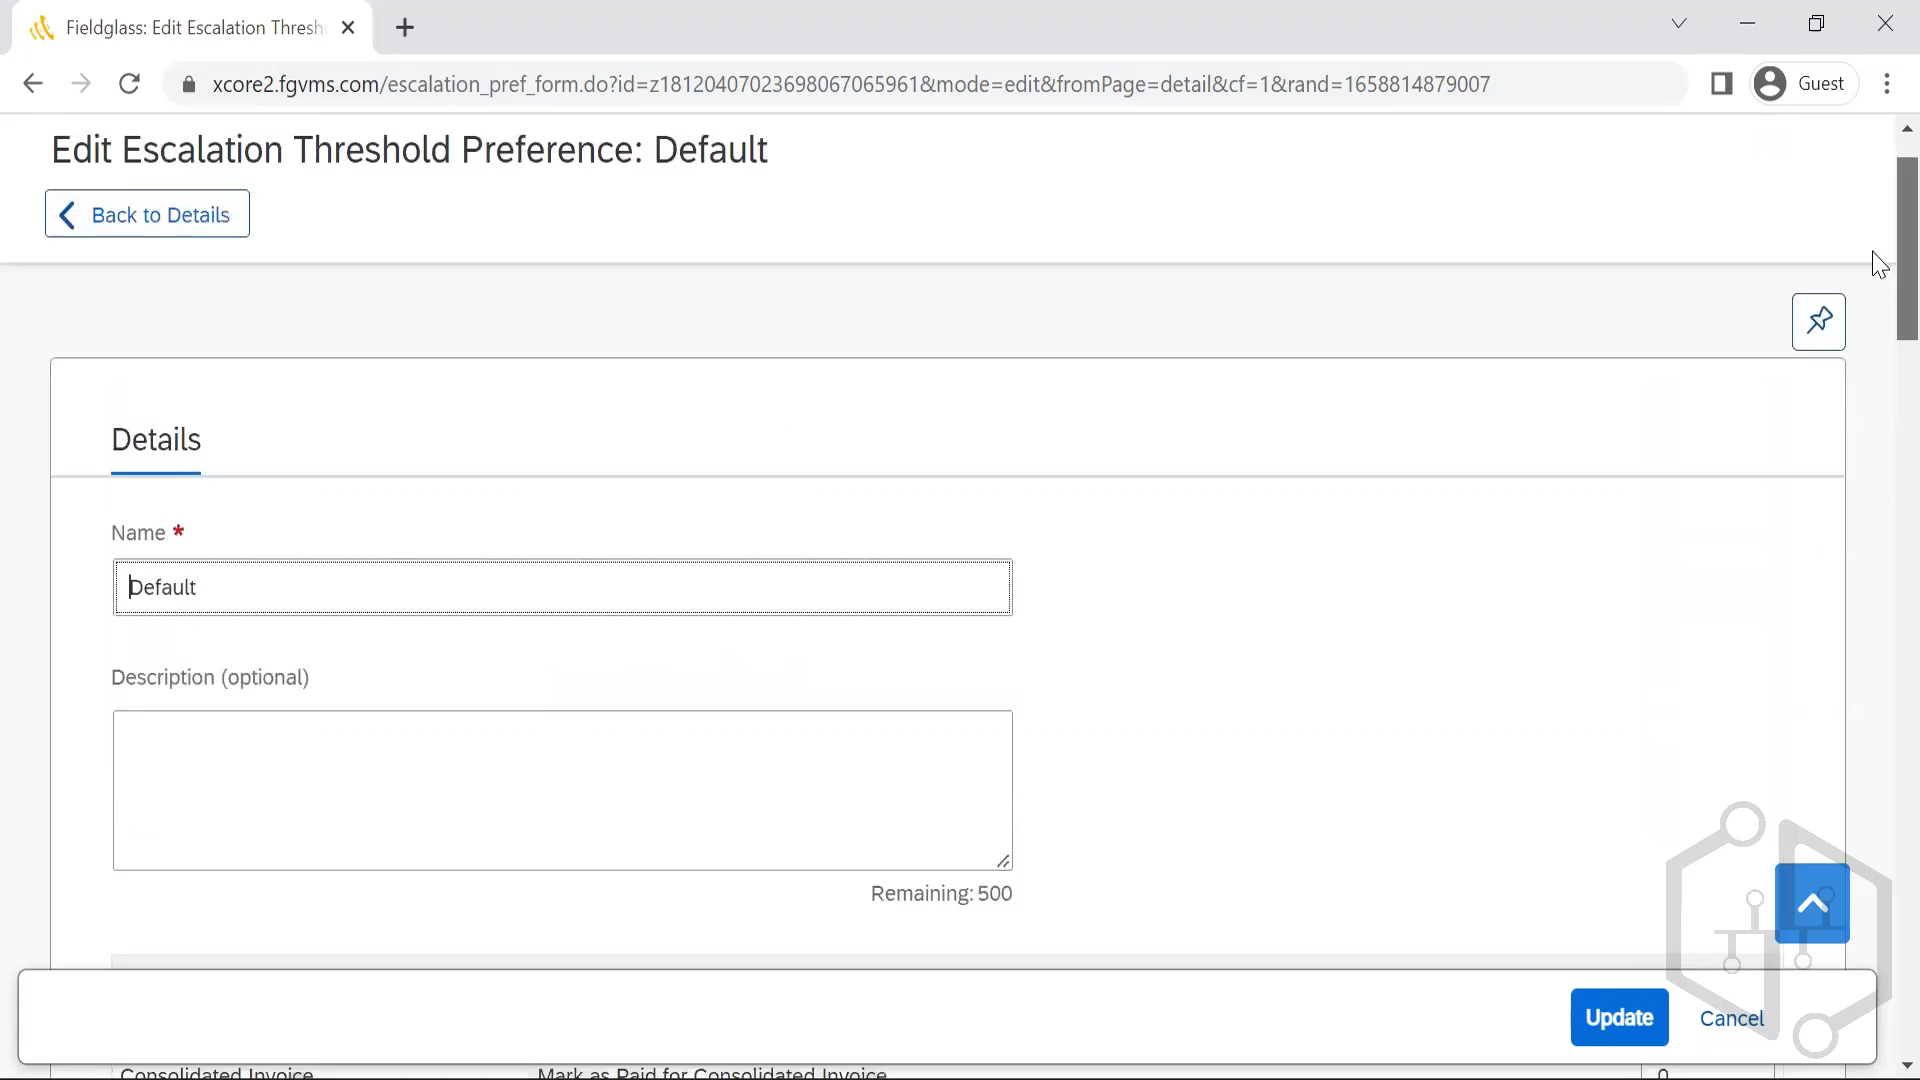 Fieldglass: Edit Escalation Thresh
xcore2.fgvms.com/escalation_pref_form.do?id=z18120407023698067065961&mode=edit&fromPage=detail&cf=1&rand=1658814879007
Guest
Edit Escalation Threshold Preference: Default
Back to Details
Details
Name *
Default
Description (optional)
Remaining: 500
Update
Cancel
Consolidated Invoice
Mark as Paid for Consolidated Invoice
0